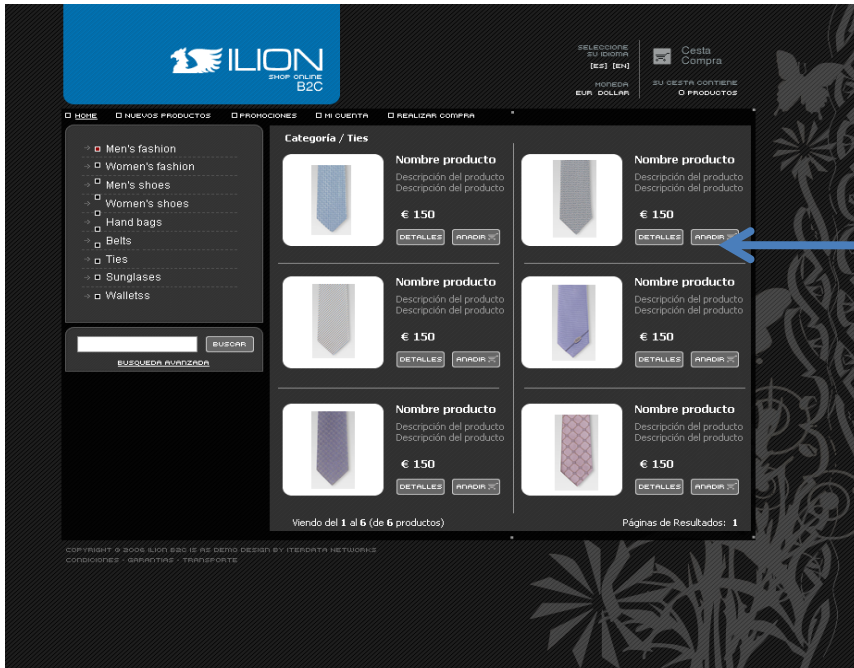 ILION
SHOP ONLINE
B2C
SELECCIONE
SU IDIOMA
[ES] [EN]
MONEDA
EUR DOLLAR
Cesta
Compra
SU CESTA CONTIENE
0 PRODUCTOS
HOME NUEVOS PRODUCTOS PROMOCIONES MI CUENTA REALIZAR COMPRA
Men's fashion
Women's fashion
Men's shoes
Women's shoes
Hand bags
Belts
Ties
Sunglases
Walletss
BUSCAR
BUSQUEDA AVANZADA
Categoría / Ties
Nombre producto
Descripción del producto
Descripción del producto
€ 150
DETALLES AÑADIR
Nombre producto
Descripción del producto
Descripción del producto
€ 150
DETALLES AÑADIR
Nombre producto
Descripción del producto
Descripción del producto
€ 150
DETALLES AÑADIR
Nombre producto
Descripción del producto
Descripción del producto
€ 150
DETALLES AÑADIR
Nombre producto
Descripción del producto
Descripción del producto
€ 150
DETALLES AÑADIR
Nombre producto
Descripción del producto
Descripción del producto
€ 150
DETALLES AÑADIR
Viendo del 1 al 6 (de 6 productos)
Páginas de Resultados: 1
COPYRIGHT © 2006 ILION B2C IS AS DEMO DESIGN BY ITERDATA NETWORKS
CONDICIONES - GARANTIAS - TRANSPORTE